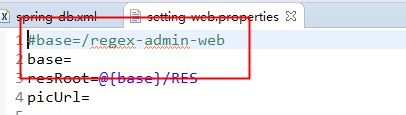 spring-db.xml
setting-web.properties
1 #base=/regex-admin-web
2 base=
3 resRoot=@{base}/RES
4 picUrl=